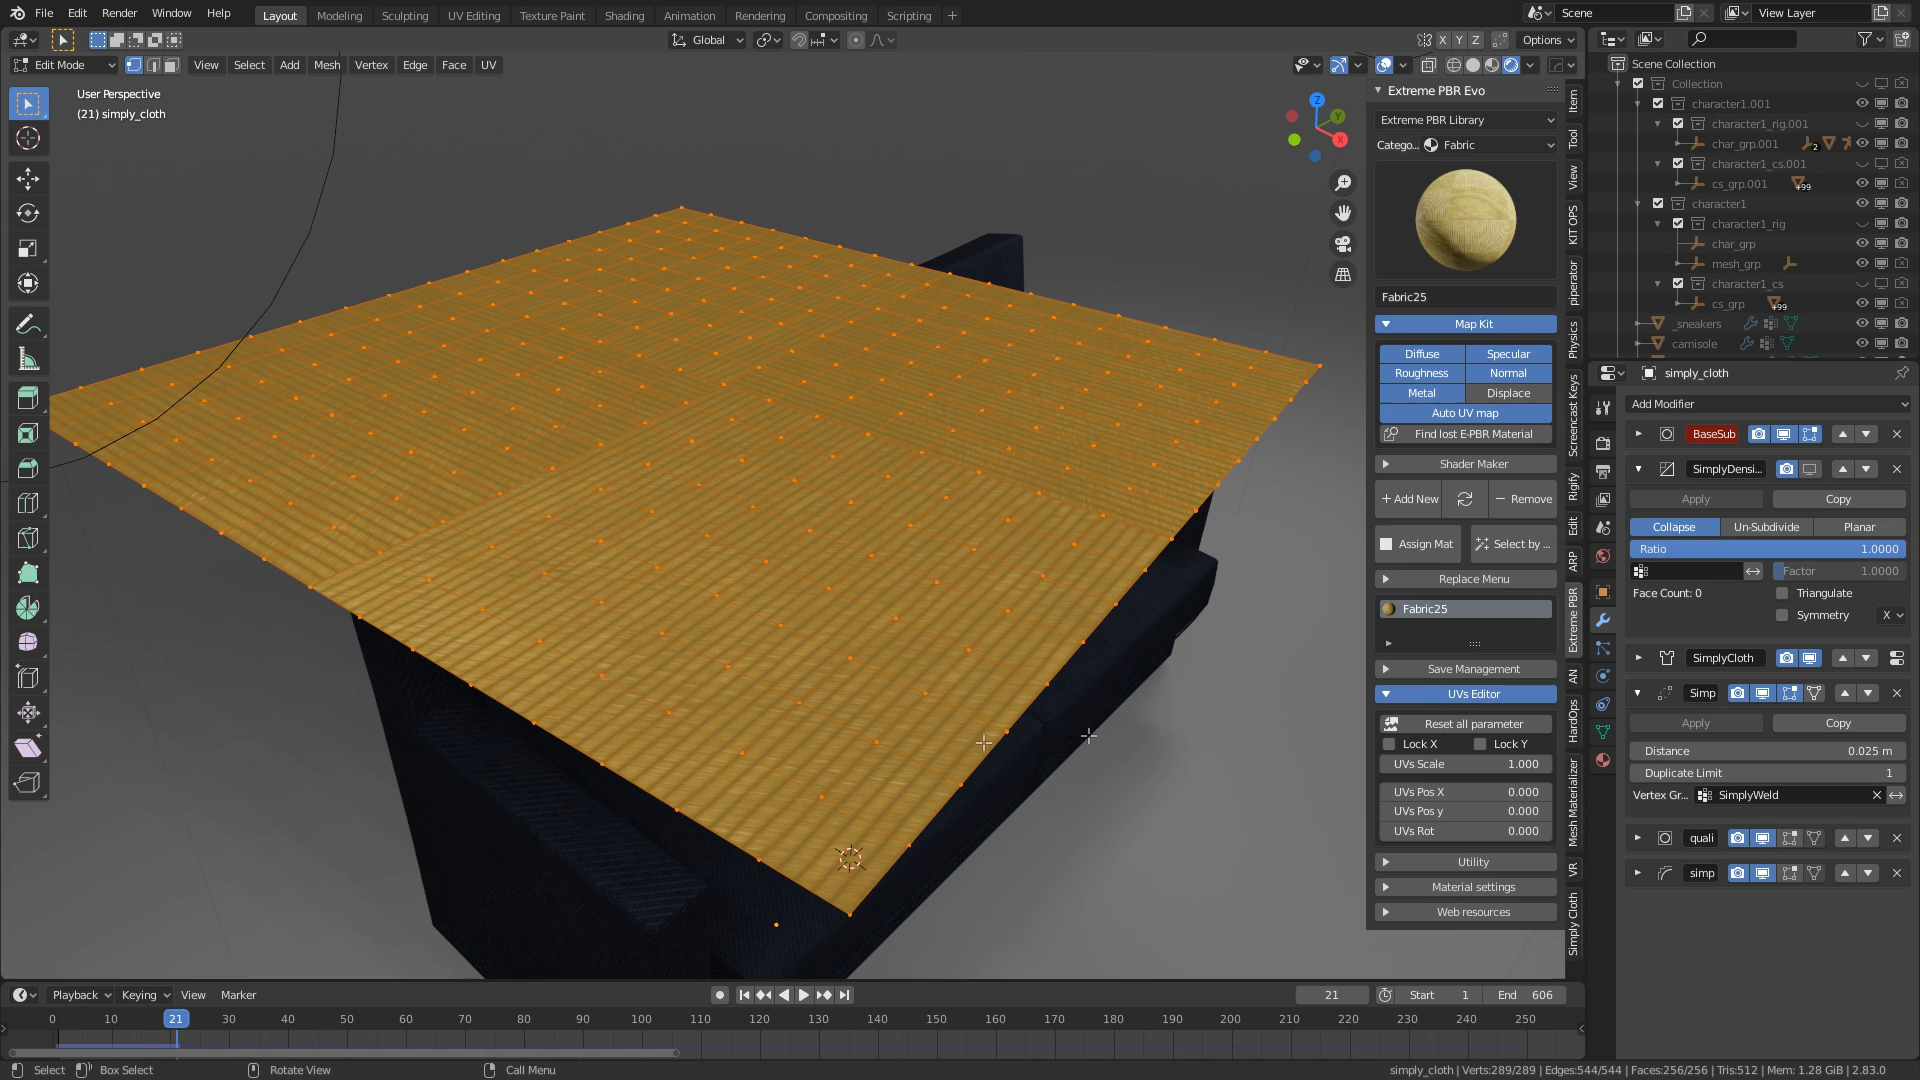 File Edit Render Window Help Layout Modeling Sculpting UV Editing Texture Paint Shading Animation Rendering Compositing Scripting + Scene View Layer
Global X Y Z Options
Edit Mode View Select Add Mesh Vertex Edge Face UV
User Perspective
(21) simply_cloth
Z
Y
X
Extreme PBR Evo
Extreme PBR Library
Catego... Fabric
Fabric25
Map Kit
Diffuse Specular
Roughness Normal
Metal Displace
Auto UV map
Find lost E-PBR Material
Shader Maker
Add New Remove
Assign Mat Select by ...
Replace Menu
Fabric25
Save Management
UVs Editor
Reset all parameter
Lock X Lock Y
UVs Scale 1.000
UVs Pos X 0.000
UVs Pos y 0.000
UVs Rot 0.000
Utility
Material settings
Web resources
Item
Tool
View
KIT OPS
piperator
Physics
Screencast Keys
Rigify
Edit
ARP
Extreme PBR
AN
HardOps
Mesh Materializer
VR
Simply Cloth
Scene Collection
Collection
character1.001
character1_rig.001
char_grp.001 2
character1_cs.001
cs_grp.001 +99
character1
character1_rig
char_grp
mesh_grp
character1_cs
cs_grp +99
_sneakers
camisole
simply_cloth
Add Modifier
BaseSub
SimplyDensi...
Apply Copy
Collapse Un-Subdivide Planar
Ratio 1.0000
Factor 1.0000
Face Count: 0 Triangulate
Symmetry X
SimplyCloth
Simp
Apply Copy
Distance 0.025 m
Duplicate Limit 1
Vertex Gr... SimplyWeld
quali
simp
Playback Keying View Marker 21 Start 1 End 606
0 10 21 30 40 50 60 70 80 90 100 110 120 130 140 150 160 170 180 190 200 210 220 230 240 250
Select Box Select Rotate View Call Menu simply_cloth | Verts:289/289 | Edges:544/544 | Faces:256/256 | Tris:512 | Mem: 1.28 GiB | 2.83.0